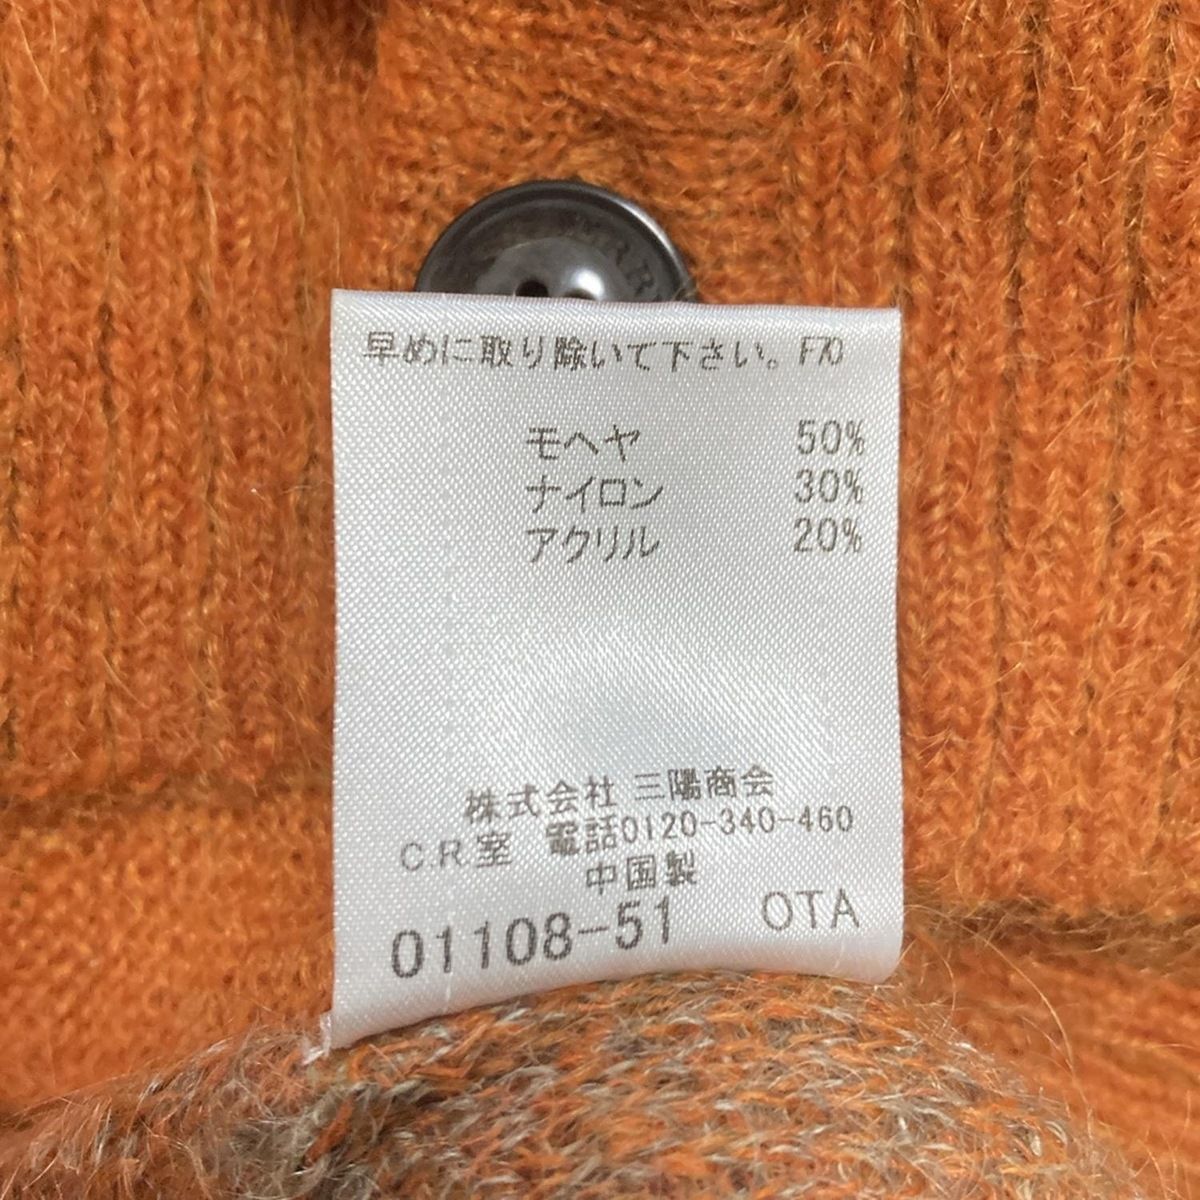 早めに取り除いて下さい。F70
モヘヤ 50%
ナイロン 30%
アクリル 20%
株式会社 三陽商会
C.R室 電話0120-340-460
中国製
01108-51 OTA